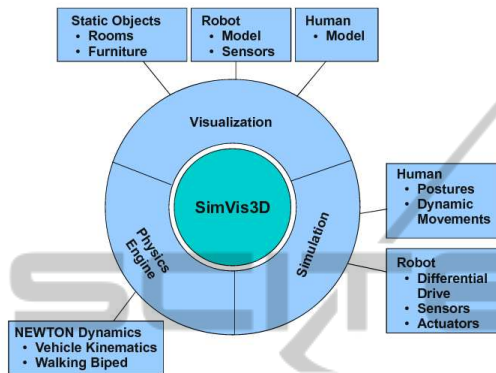 Static Objects
• Rooms
• Furniture
Robot
• Model
• Sensors
Human
• Model
Visualization
SimVis3D
Physics
Engine
Simulation
Human
• Postures
• Dynamic
Movements
Robot
• Differential
Drive
• Sensors
• Actuators
NEWTON Dynamics
• Vehicle Kinematics
• Walking Biped